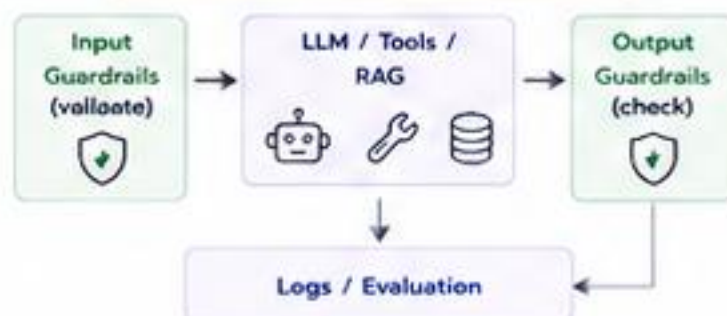 Input
Guardrails
(valloate)
LLM / Tools /
RAG
Output
Guardrails
(check)
Logs / Evaluation